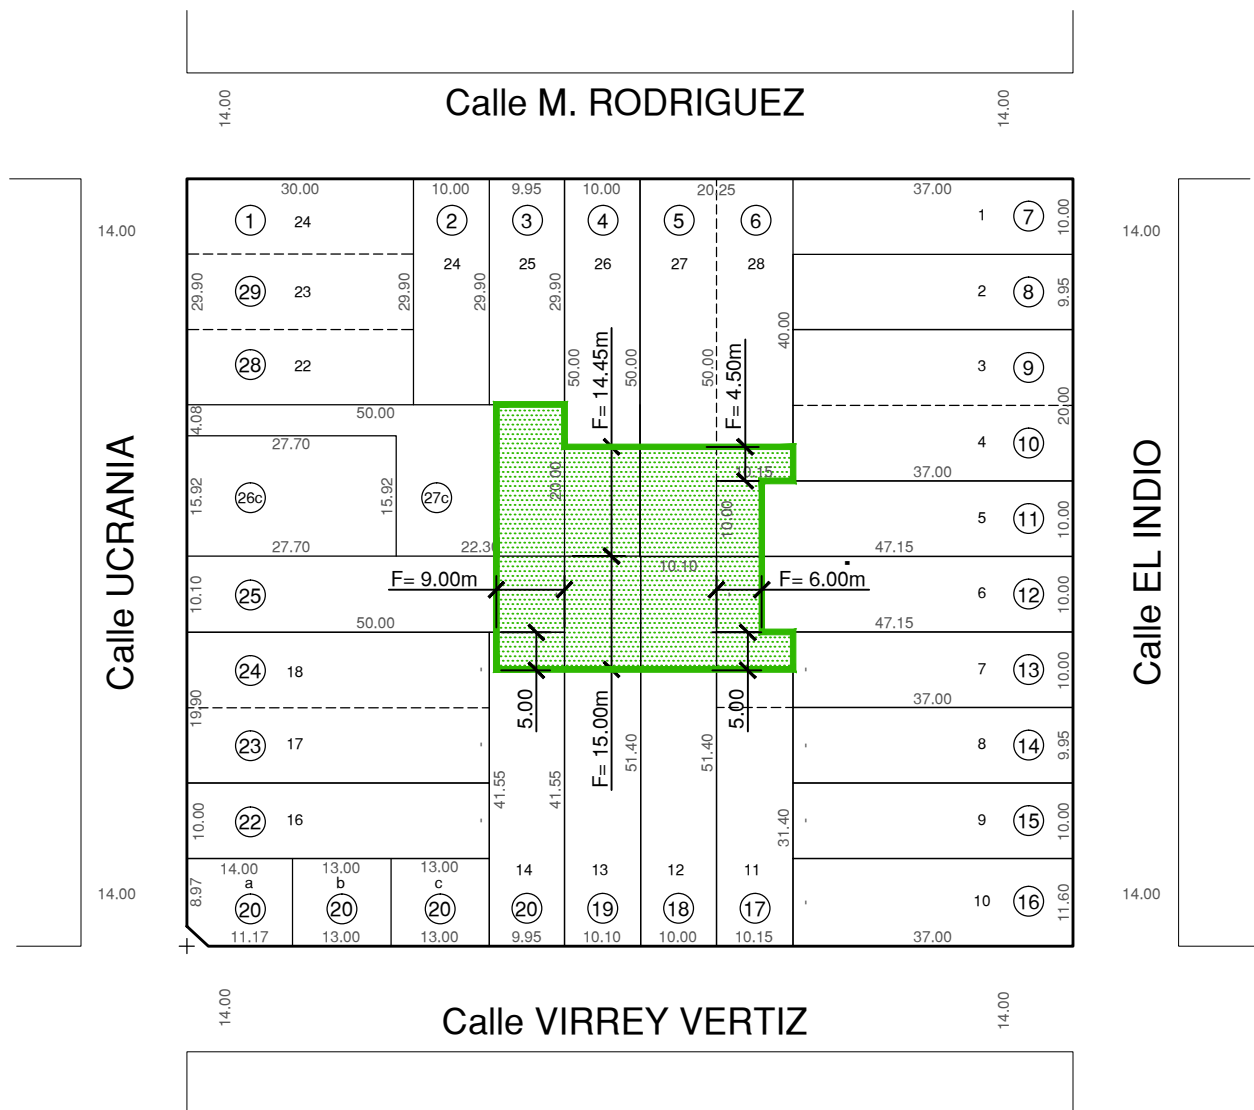 14.00
Calle M. RODRIGUEZ
14.00
30.00 10.00 9.95 10.00 20.25 37.00
1 24 2 3 4 5 6 1 7 10.00
14.00
14.00
24 25 26 27 28
29.90 29 23 29.90 29.90 29.90 2 8 9.95
28 22 50.00 F= 14.45m 50.00 50.00 F= 4.50m 40.00 3 9
4.08 50.00 20.00
27.70 4 10
Calle UCRANIA
15.92 26c 15.92 27c 20.00 10.15 37.00
Calle EL INDIO
10.00 5 11 10.00
27.70 22.30 10.10 47.15
F= 9.00m F= 6.00m
10.10 25 6 12 10.00
50.00 47.15
24 18 7 13 10.00
19.90 5.00 F= 15.00m 5.00 37.00
23 17 51.40 51.40 8 14 9.95
41.55 41.55
10.00 22 16 31.40 9 15 10.00
14.00 13.00 13.00 14 13 12 11
a b c
8.97 20 20 20 20 19 18 17 10 16 11.60
14.00
14.00
11.17 13.00 13.00 9.95 10.10 10.00 10.15 37.00
14.00
Calle VIRREY VERTIZ
14.00